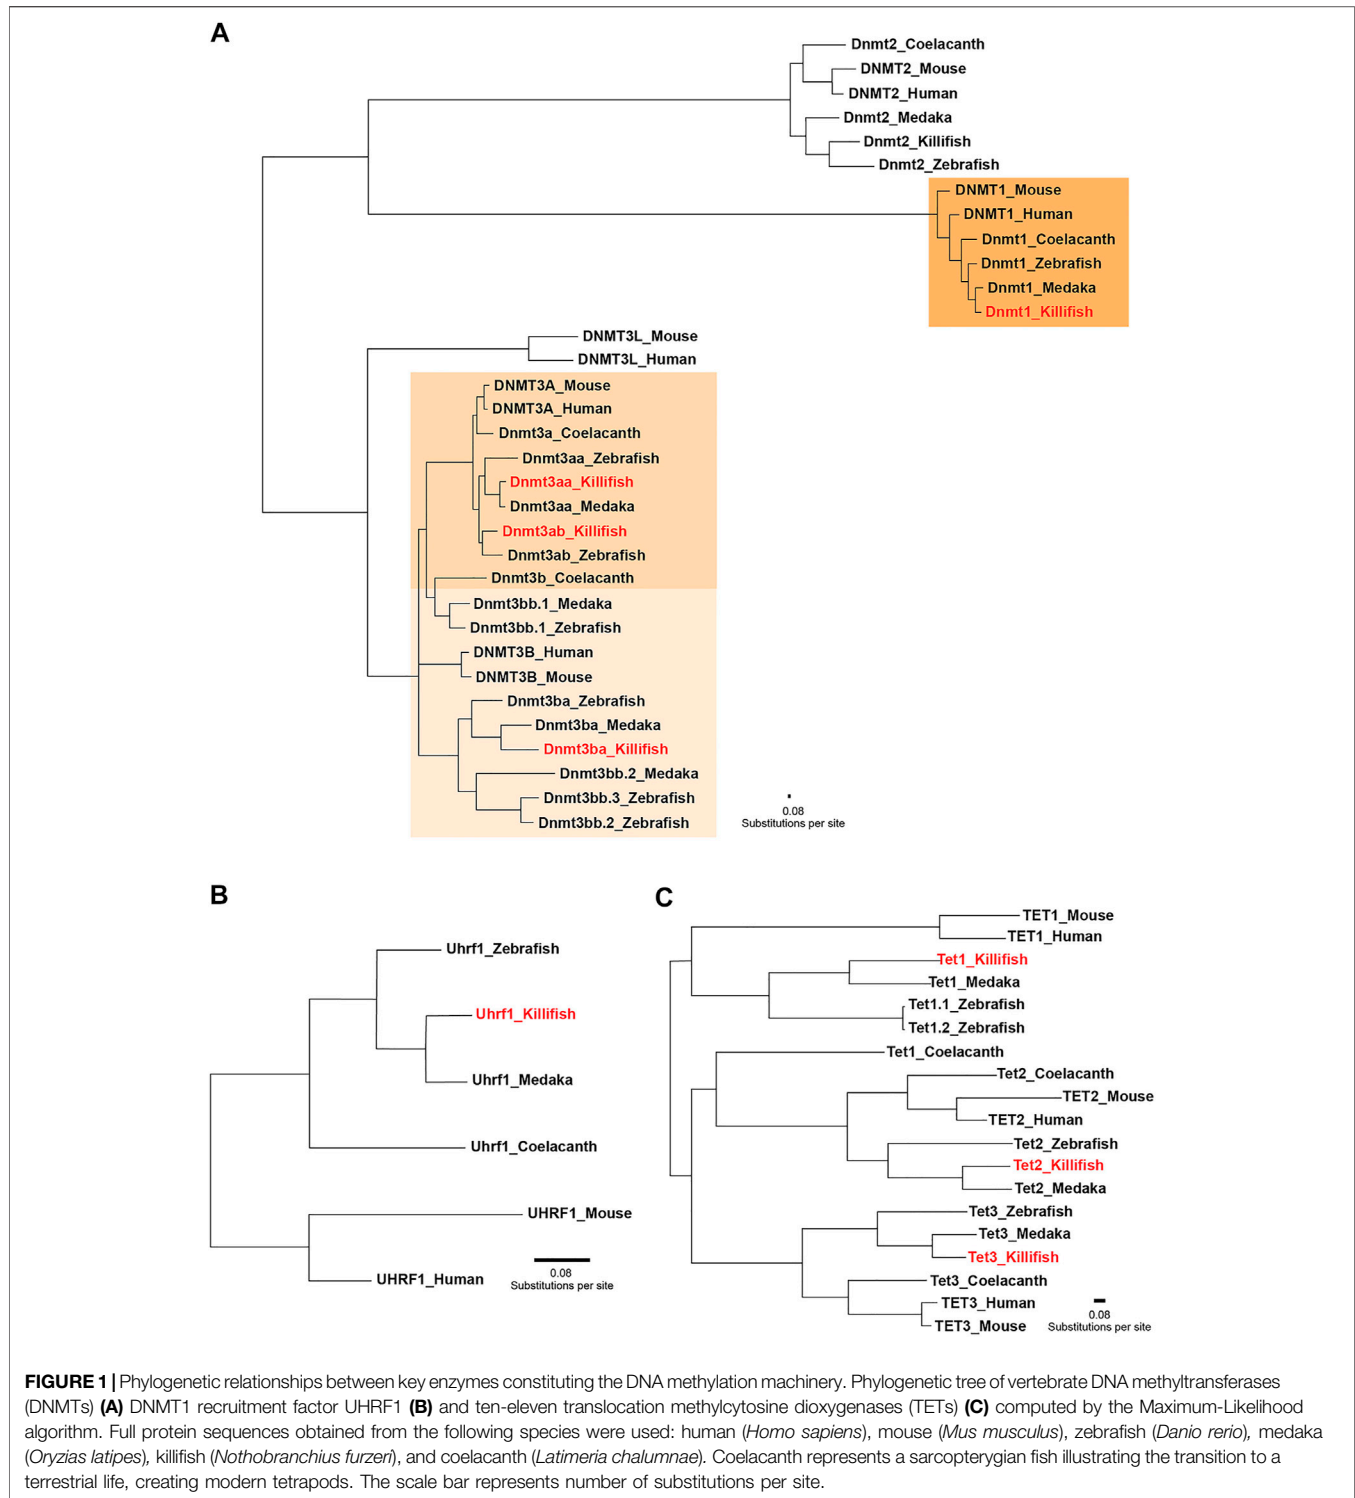 A
Dnmt2_Coelacanth
DNMT2_Mouse
DNMT2_Human
Dnmt2_Medaka
Dnmt2_Killifish
Dnmt2_Zebrafish
DNMT1_Mouse
DNMT1_Human
Dnmt1_Coelacanth
Dnmt1_Zebrafish
Dnmt1_Medaka
Dnmt1_Killifish
DNMT3L_Mouse
DNMT3L_Human
DNMT3A_Mouse
DNMT3A_Human
Dnmt3a_Coelacanth
Dnmt3aa_Zebrafish
Dnmt3aa_Killifish
Dnmt3aa_Medaka
Dnmt3ab_Killifish
Dnmt3ab_Zebrafish
Dnmt3b_Coelacanth
Dnmt3bb.1_Medaka
Dnmt3bb.1_Zebrafish
DNMT3B_Human
DNMT3B_Mouse
Dnmt3ba_Zebrafish
Dnmt3ba_Medaka
Dnmt3ba_Killifish
Dnmt3bb.2_Medaka
Dnmt3bb.3_Zebrafish
Dnmt3bb.2_Zebrafish
0.08
Substitutions per site
B
Uhrf1_Zebrafish
Uhrf1_Killifish
Uhrf1_Medaka
Uhrf1_Coelacanth
UHRF1_Mouse
UHRF1_Human
0.08
Substitutions per site
C
TET1_Mouse
TET1_Human
Tet1_Killifish
Tet1_Medaka
Tet1.1_Zebrafish
Tet1.2_Zebrafish
Tet1_Coelacanth
Tet2_Coelacanth
TET2_Mouse
TET2_Human
Tet2_Zebrafish
Tet2_Killifish
Tet2_Medaka
Tet3_Zebrafish
Tet3_Medaka
Tet3_Killifish
Tet3_Coelacanth
TET3_Human
TET3_Mouse
0.08
Substitutions per site
FIGURE 1 | Phylogenetic relationships between key enzymes constituting the DNA methylation machinery. Phylogenetic tree of vertebrate DNA methyltransferases
(DNMTs) (A) DNMT1 recruitment factor UHRF1 (B) and ten-eleven translocation methylcytosine dioxygenases (TETs) (C) computed by the Maximum-Likelihood
algorithm. Full protein sequences obtained from the following species were used: human (Homo sapiens), mouse (Mus musculus), zebrafish (Danio rerio), medaka
(Oryzias latipes), killifish (Nothobranchius furzeri), and coelacanth (Latimeria chalumnae). Coelacanth represents a sarcopterygian fish illustrating the transition to a
terrestrial life, creating modern tetrapods. The scale bar represents number of substitutions per site.